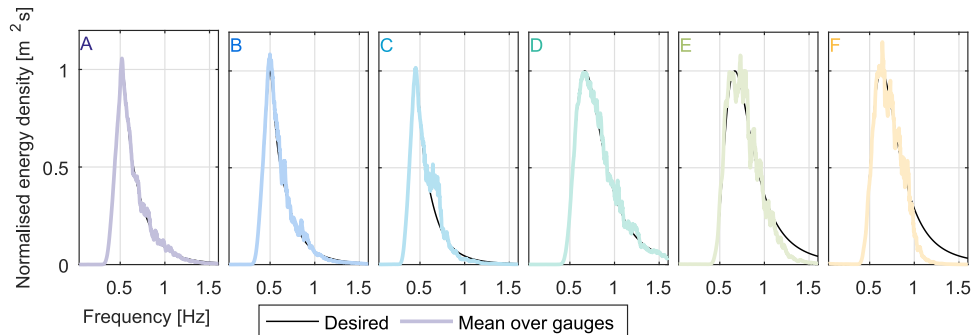 Normalised energy density [m² s]
A
B
C
D
E
F
1
0.5
0
0.5 1 1.5
0.5 1 1.5
0.5 1 1.5
0.5 1 1.5
0.5 1 1.5
0.5 1 1.5
Frequency [Hz]
Desired
Mean over gauges